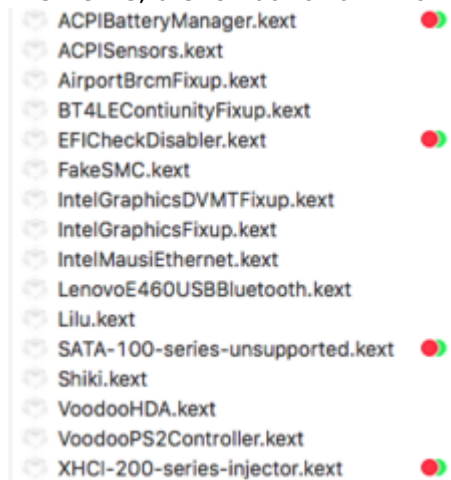 ACPIBatteryManager.kext
ACPISensors.kext
AirportBrcmFixup.kext
BT4LEContiunityFixup.kext
EFICheckDisabler.kext
FakeSMC.kext
IntelGraphicsDVMTFixup.kext
IntelGraphicsFixup.kext
IntelMausiEthernet.kext
LenovoE460USBBluetooth.kext
Lilu.kext
SATA-100-series-unsupported.kext
Shiki.kext
VoodooHDA.kext
VoodooPS2Controller.kext
XHCI-200-series-injector.kext